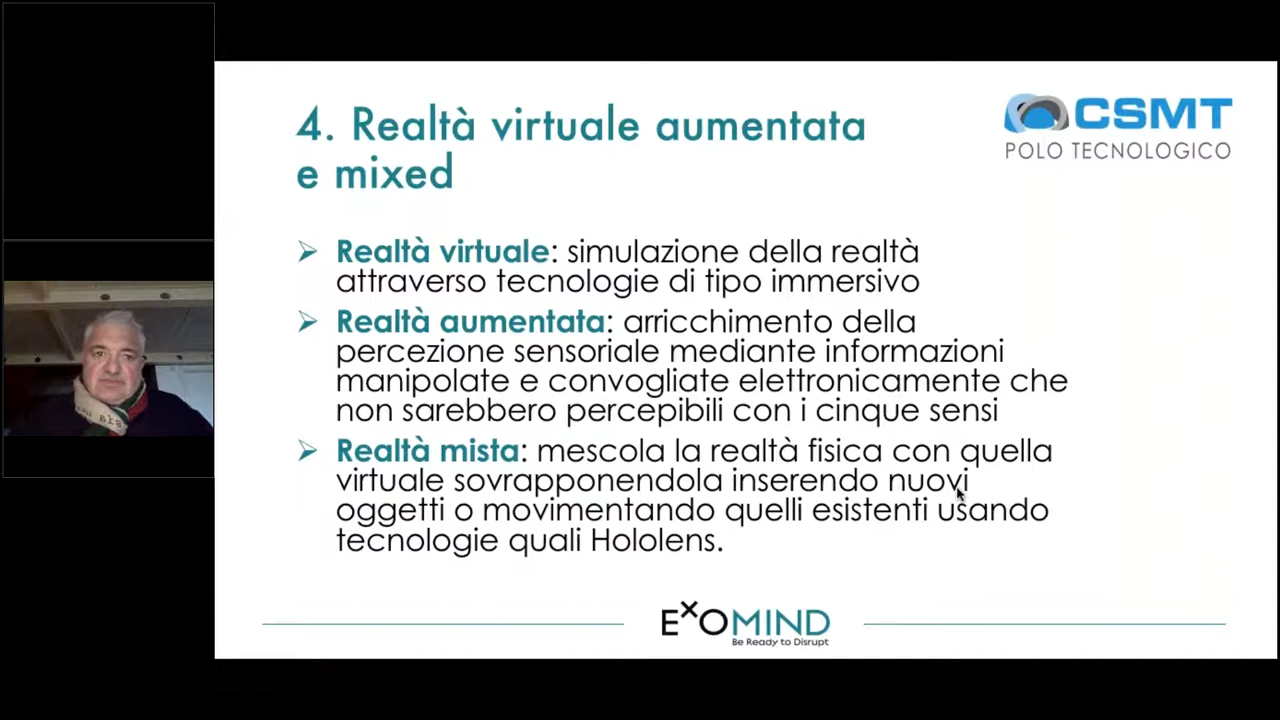 4. Realtà virtuale aumentata
e mixed
CSMT
POLO TECNOLOGICO
Realtà virtuale: simulazione della realtà
attraverso tecnologie di tipo immersivo
Realtà aumentata: arricchimento della
percezione sensoriale mediante informazioni
manipolate e convogliate elettronicamente che
non sarebbero percepibili con i cinque sensi
Realtà mista: mescola la realtà fisica con quella
virtuale sovrapponendola inserendo nuovi
oggetti o movimentando quelli esistenti usando
tecnologie quali Hololens.
EXOMIND
Be Ready to Disrupt